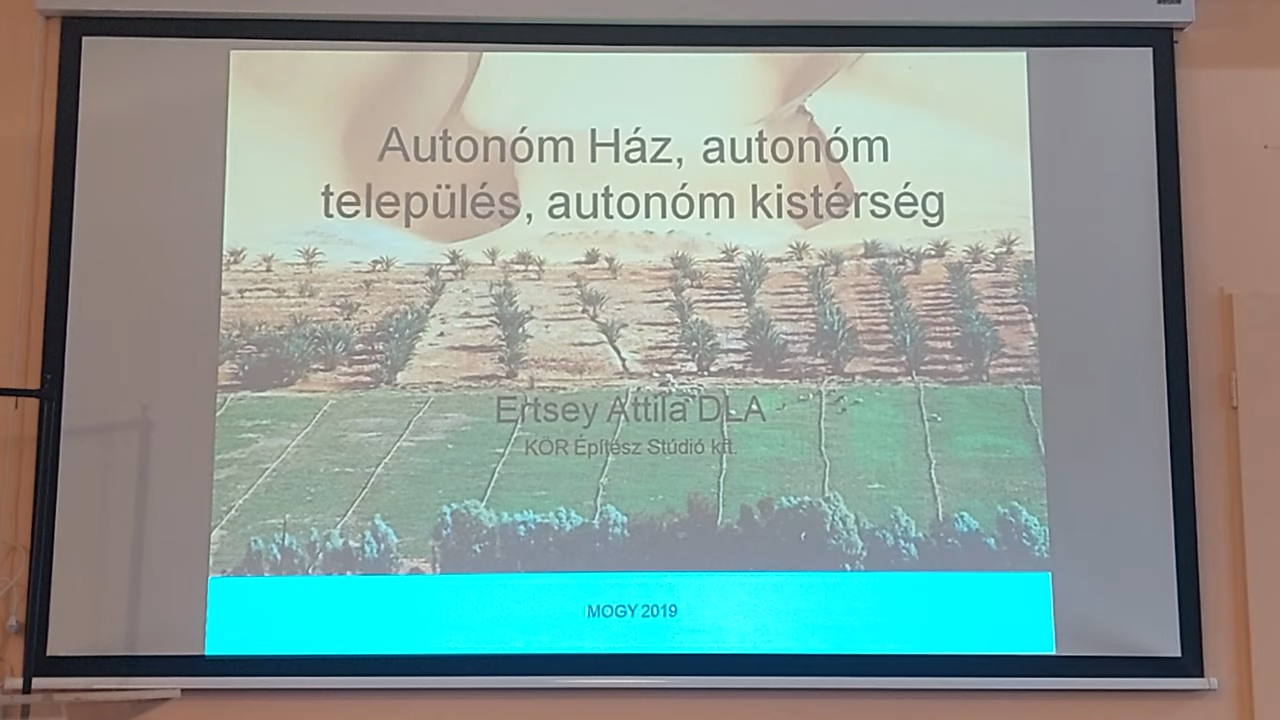 Autonóm Ház, autonóm
település, autonóm kistérség
Ertsey Attila DLA
KÖR Építész Stúdió kft.
MOGY 2019